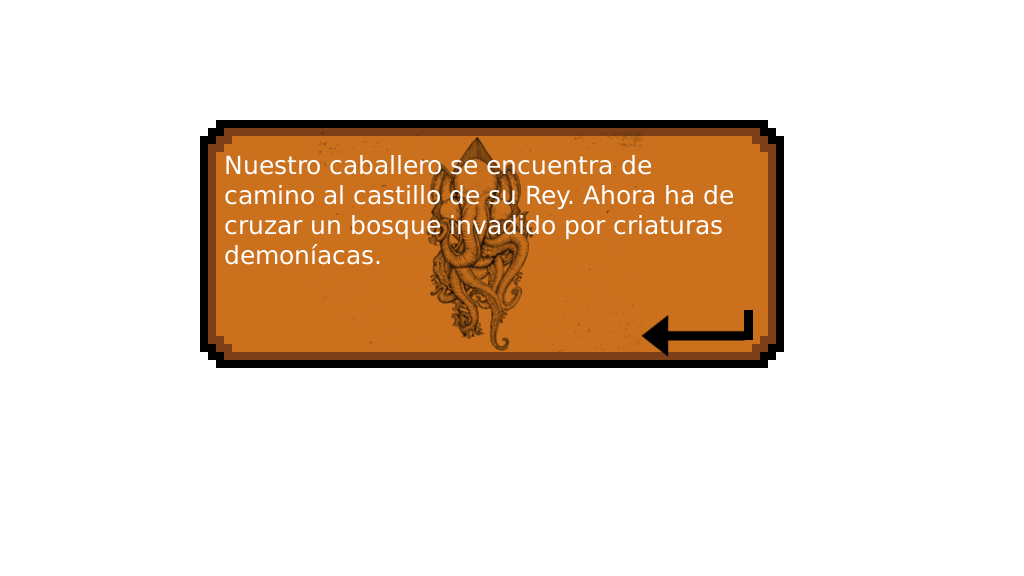 Nuestro caballero se encuentra de
camino al castillo de su Rey. Ahora ha de
cruzar un bosque invadido por criaturas
demoníacas.